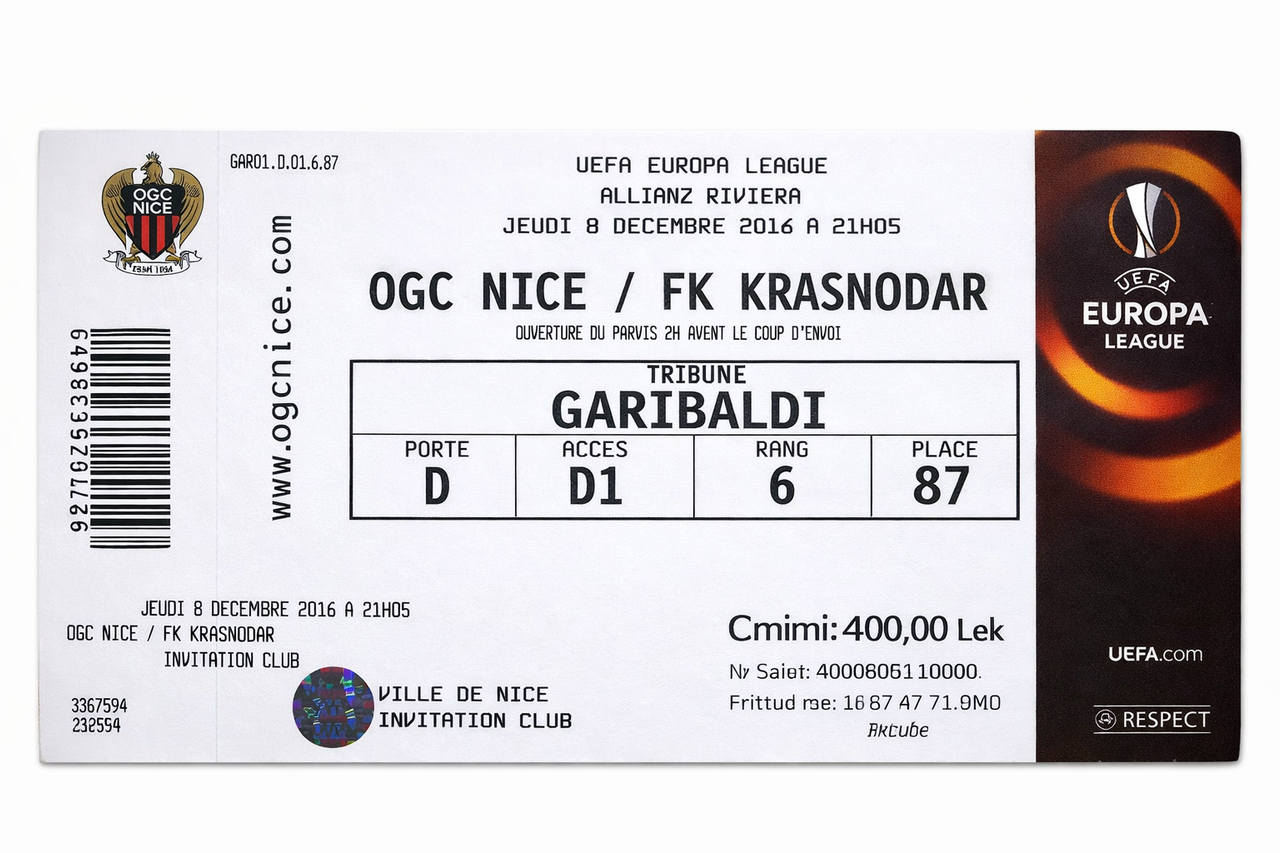 OGC
NICE
GAR01.D.01.6.87
www.ogcnice.com
UEFA EUROPA LEAGUE
ALLIANZ RIVIERA
JEUDI 8 DECEMBRE 2016 A 21H05
OGC NICE / FK KRASNODAR
OUVERTURE DU PARVIS 2H AVENT LE COUP D'ENVOI
TRIBUNE
GARIBALDI
PORTE ACCES RANG PLACE
D D1 6 87
JEUDI 8 DECEMBRE 2016 A 21H05
OGC NICE / FK KRASNODAR
INVITATION CLUB
3367594
232594
VILLE DE NICE
INVITATION CLUB
Cmimi: 400,00 Lek
Frittud 71.9M0
UEFA
EUROPA
LEAGUE
UEFA.com
RESPECT